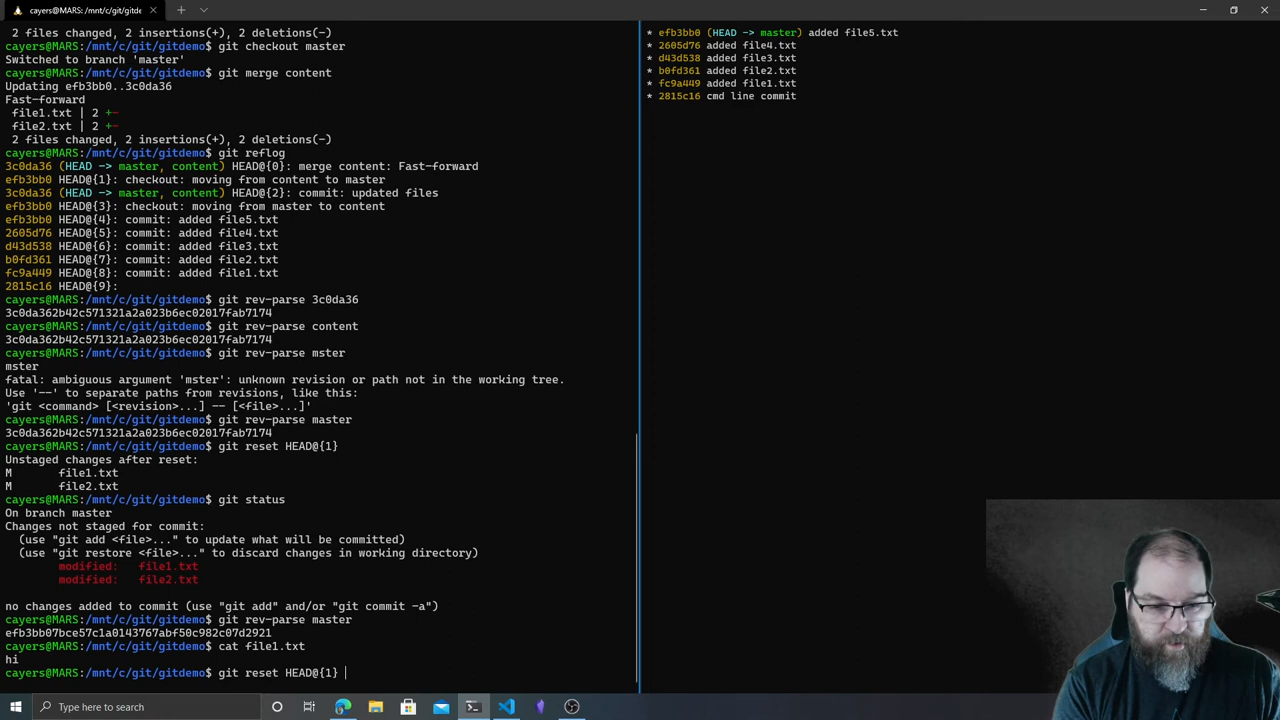 cayers@MARS: /mnt/c/git/gitde
2 files changed, 2 insertions(+), 2 deletions(-)
cayers@MARS:/mnt/c/git/gitdemo$ git checkout master
Switched to branch 'master'
cayers@MARS:/mnt/c/git/gitdemo$ git merge content
Updating efb3bb0..3c0da36
Fast-forward
file1.txt | 2 +-
file2.txt | 2 +-
2 files changed, 2 insertions(+), 2 deletions(-)
cayers@MARS:/mnt/c/git/gitdemo$ git reflog
3c0da36 (HEAD -> master, content) HEAD@{0}: merge content: Fast-forward
efb3bb0 HEAD@{1}: checkout: moving from content to master
3c0da36 (HEAD -> master, content) HEAD@{2}: commit: updated files
efb3bb0 HEAD@{3}: checkout: moving from master to content
efb3bb0 HEAD@{4}: commit: added file5.txt
2605d76 HEAD@{5}: commit: added file4.txt
d43d538 HEAD@{6}: commit: added file3.txt
b0fd361 HEAD@{7}: commit: added file2.txt
fc9a449 HEAD@{8}: commit: added file1.txt
2815c16 HEAD@{9}:
cayers@MARS:/mnt/c/git/gitdemo$ git rev-parse 3c0da36
3c0da362b42c571321a2a023b6ec02017fab7174
cayers@MARS:/mnt/c/git/gitdemo$ git rev-parse content
3c0da362b42c571321a2a023b6ec02017fab7174
cayers@MARS:/mnt/c/git/gitdemo$ git rev-parse mster
mster
fatal: ambiguous argument 'mster': unknown revision or path not in the working tree.
Use '--' to separate paths from revisions, like this:
'git <command> [<revision>...] -- [<file>...]'
cayers@MARS:/mnt/c/git/gitdemo$ git rev-parse master
3c0da362b42c571321a2a023b6ec02017fab7174
cayers@MARS:/mnt/c/git/gitdemo$ git reset HEAD@{1}
Unstaged changes after reset:
M file1.txt
M file2.txt
cayers@MARS:/mnt/c/git/gitdemo$ git status
On branch master
Changes not staged for commit:
(use "git add <file>..." to update what will be committed)
(use "git restore <file>..." to discard changes in working directory)
modified: file1.txt
modified: file2.txt
no changes added to commit (use "git add" and/or "git commit -a")
cayers@MARS:/mnt/c/git/gitdemo$ git rev-parse master
efb3bb07bce57c1a0143767abf50c982c07d2921
cayers@MARS:/mnt/c/git/gitdemo$ cat file1.txt
hi
cayers@MARS:/mnt/c/git/gitdemo$ git reset HEAD@{1}
* efb3bb0 (HEAD -> master) added file5.txt
* 2605d76 added file4.txt
* d43d538 added file3.txt
* b0fd361 added file2.txt
* fc9a449 added file1.txt
* 2815c16 cmd line commit
Type here to search